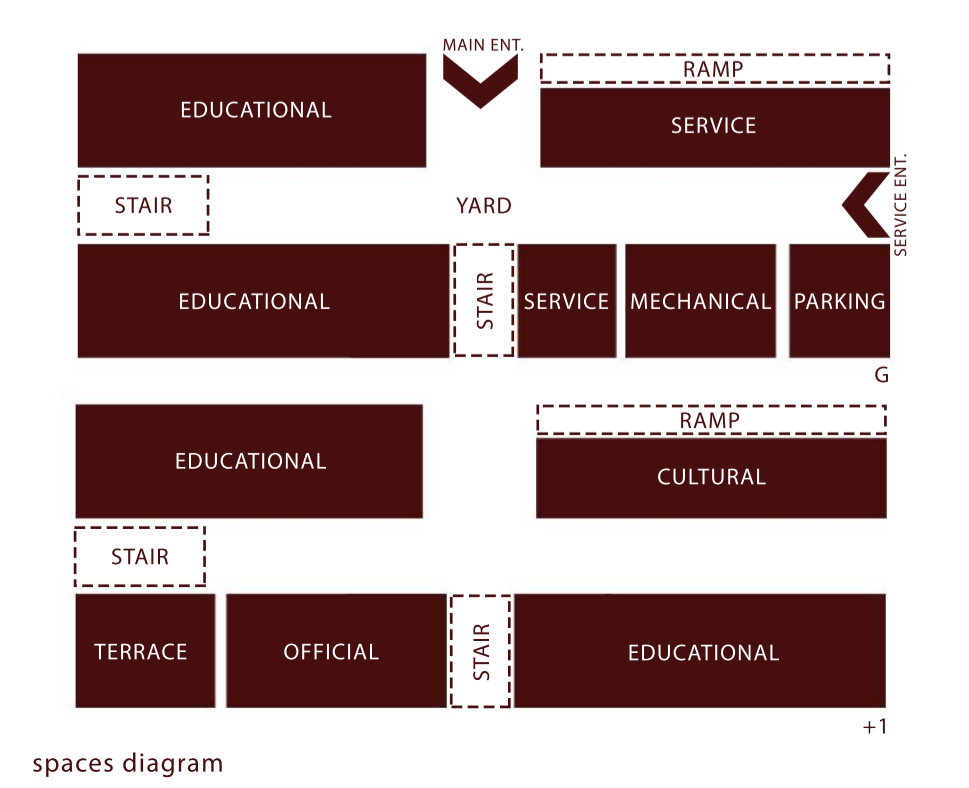 MAIN ENT.
RAMP
EDUCATIONAL
SERVICE
SERVICE ENT.
STAIR
YARD
EDUCATIONAL
STAIR
SERVICE
MECHANICAL
PARKING
G
RAMP
EDUCATIONAL
CULTURAL
STAIR
TERRACE
OFFICIAL
STAIR
EDUCATIONAL
+1
spaces diagram